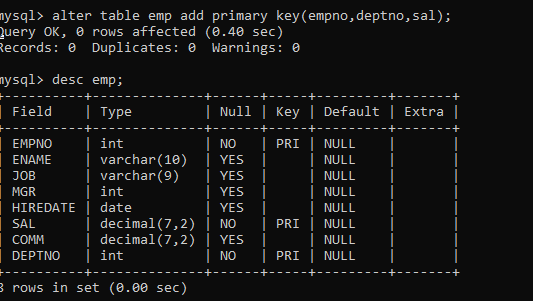 mysql> alter table emp add primary key(empno,deptno,sal);
Query OK, 0 rows affected (0.40 sec)
Records: 0  Duplicates: 0  Warnings: 0

mysql> desc emp;
+----------+--------------+------+-----+---------+-------+
| Field    | Type         | Null | Key | Default | Extra |
+----------+--------------+------+-----+---------+-------+
| EMPNO    | int          | NO   | PRI | NULL    |       |
| ENAME    | varchar(10)  | YES  |     | NULL    |       |
| JOB      | varchar(9)   | YES  |     | NULL    |       |
| MGR      | int          | YES  |     | NULL    |       |
| HIREDATE | date         | YES  |     | NULL    |       |
| SAL      | decimal(7,2) | NO   | PRI | NULL    |       |
| COMM     | decimal(7,2) | YES  |     | NULL    |       |
| DEPTNO   | int          | NO   | PRI | NULL    |       |
+----------+--------------+------+-----+---------+-------+
8 rows in set (0.00 sec)